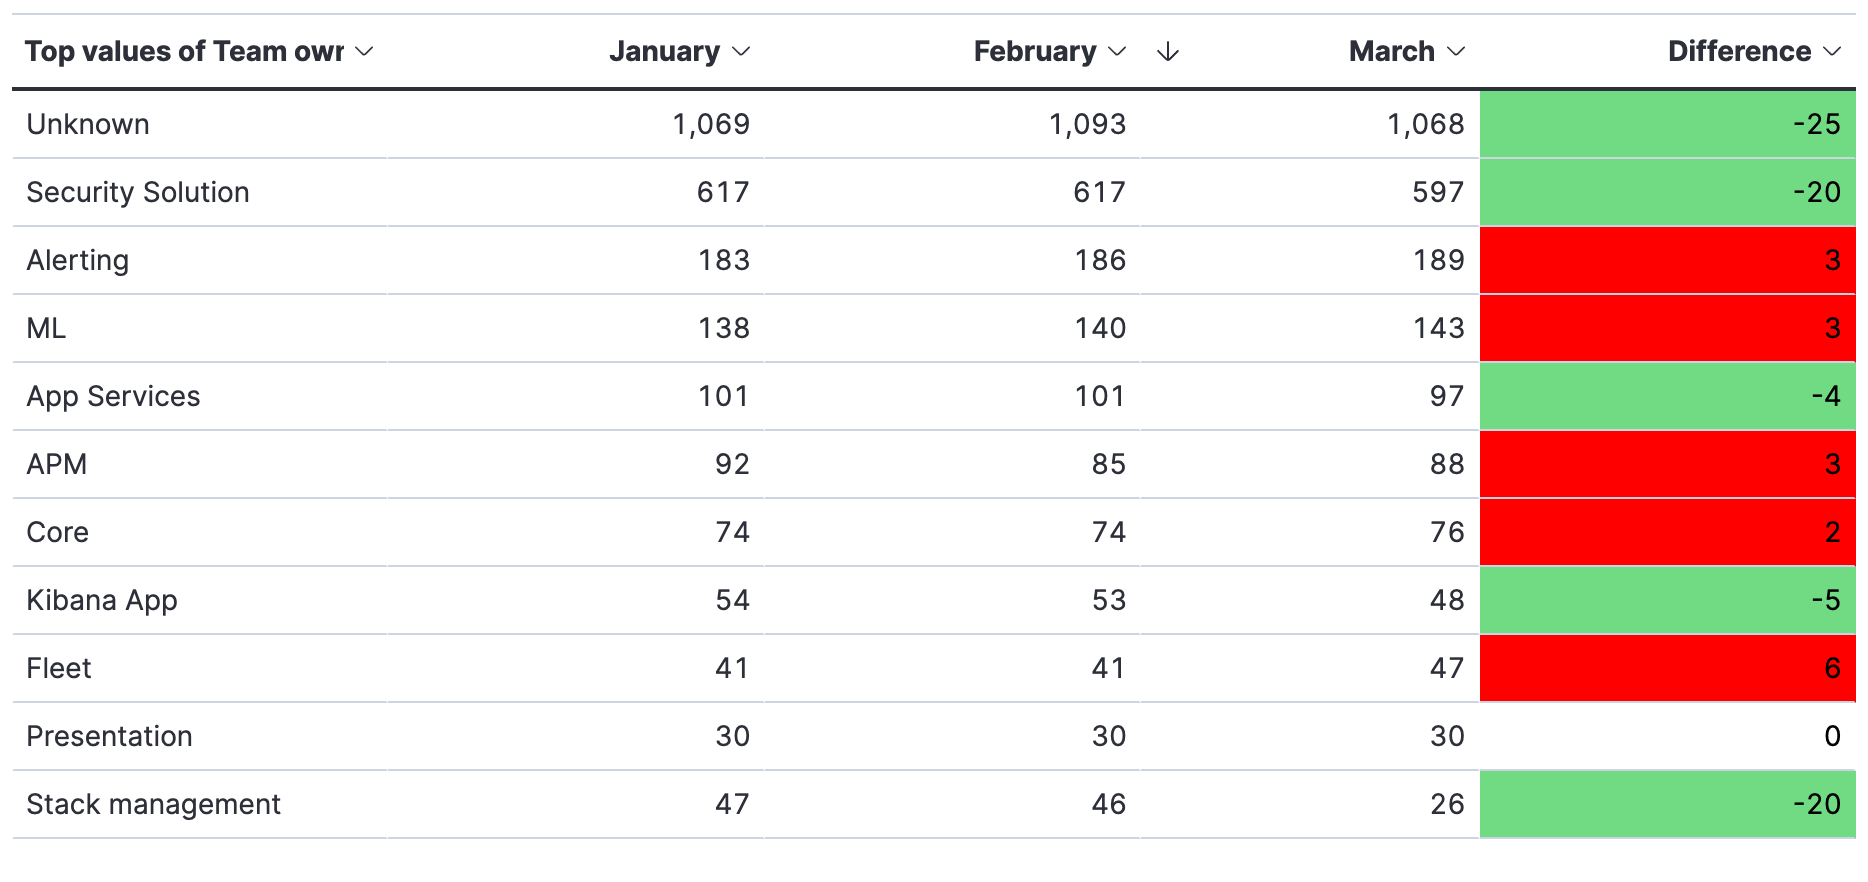 Top values of Team owr January February March Difference
Unknown 1,069 1,093 1,068 -25
Security Solution 617 617 597 -20
Alerting 183 186 189 3
ML 138 140 143 3
App Services 101 101 97 -4
APM 92 85 88 3
Core 74 74 76 2
Kibana App 54 53 48 -5
Fleet 41 41 47 6
Presentation 30 30 30 0
Stack management 47 46 26 -20